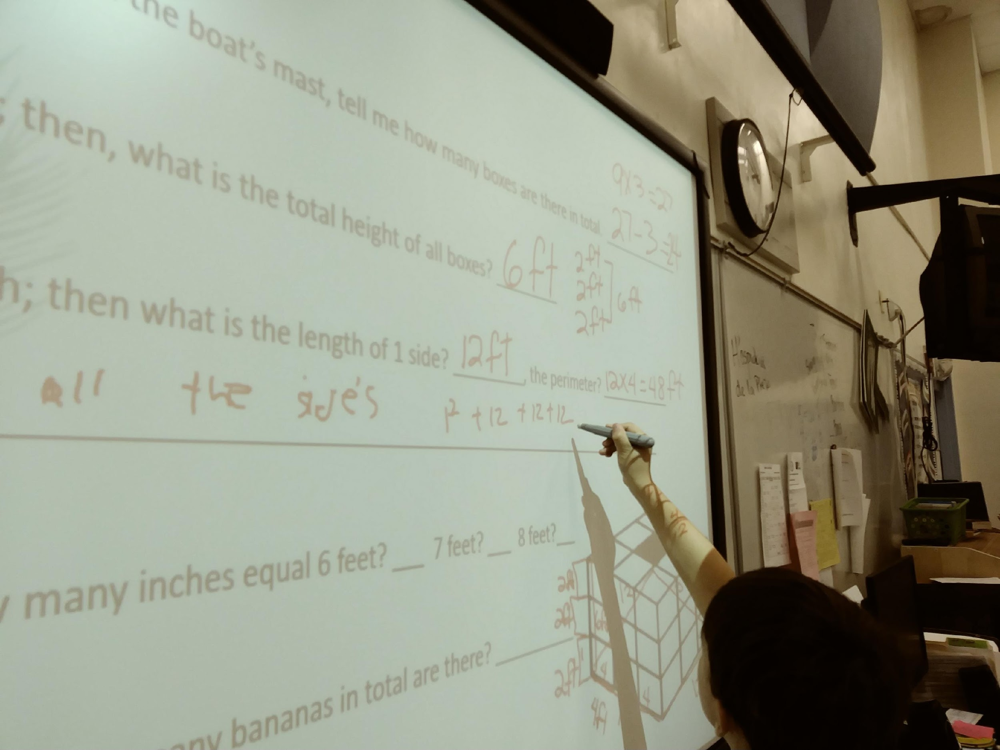 the boat's mast, tell me how many boxes are there in total
9x3=27
27-3=24
; then, what is the total height of all boxes? 6ft
2ft
2ft
2ft
6ft
h; then what is the length of 1 side? 12ft, the perimeter? 12x4=48ft
all the side's 12 +12 +12+12
many inches equal 6 feet? __ 7 feet? __ 8 feet? __
2ft
2ft
2ft
12
6ft
4
4
4ft
bananas in total are there?
de la